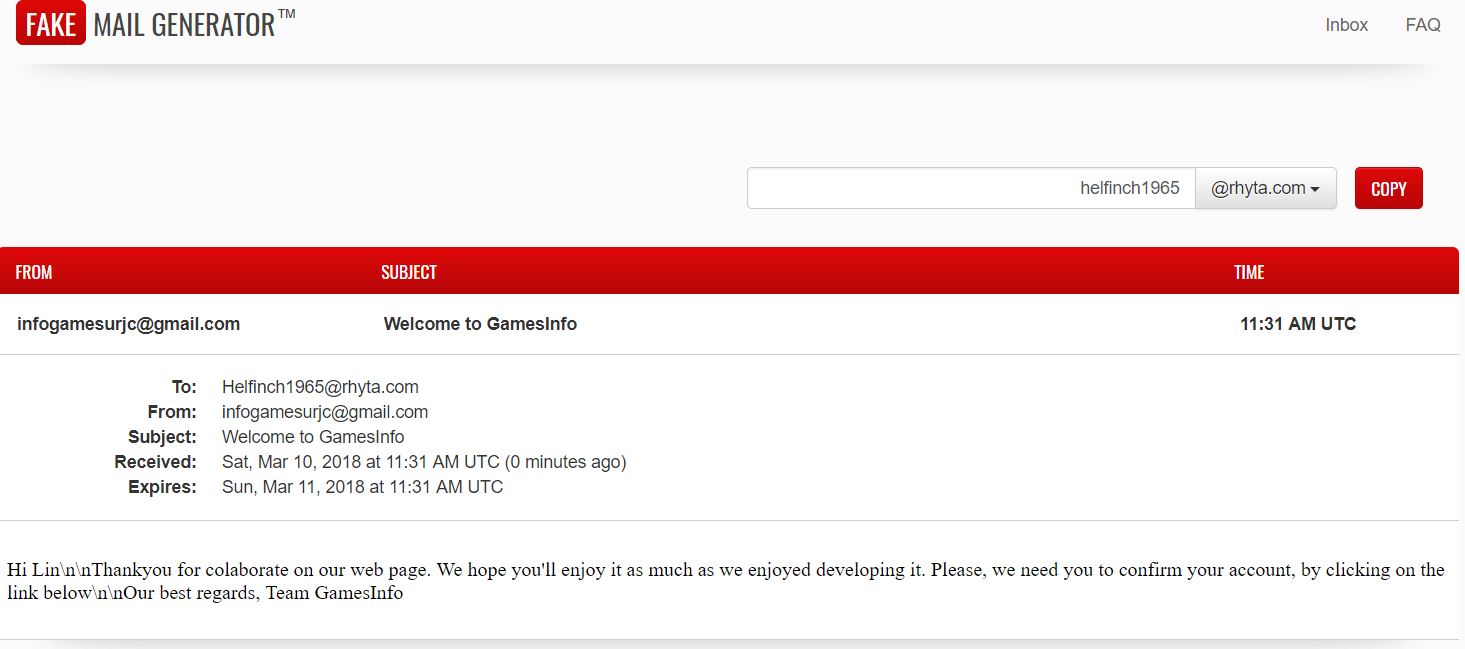 FAKE MAIL GENERATOR™
Inbox FAQ
helfinch1965 @rhyta.com COPY
FROM SUBJECT TIME
infogamesurjc@gmail.com Welcome to GamesInfo 11:31 AM UTC
To: Helfinch1965@rhyta.com
From: infogamesurjc@gmail.com
Subject: Welcome to GamesInfo
Received: Sat, Mar 10, 2018 at 11:31 AM UTC (0 minutes ago)
Expires: Sun, Mar 11, 2018 at 11:31 AM UTC
Hi Lin\n\nThankyou for colaborate on our web page. We hope you'll enjoy it as much as we enjoyed developing it. Please, we need you to confirm your account, by clicking on the
link below\n\nOur best regards, Team GamesInfo